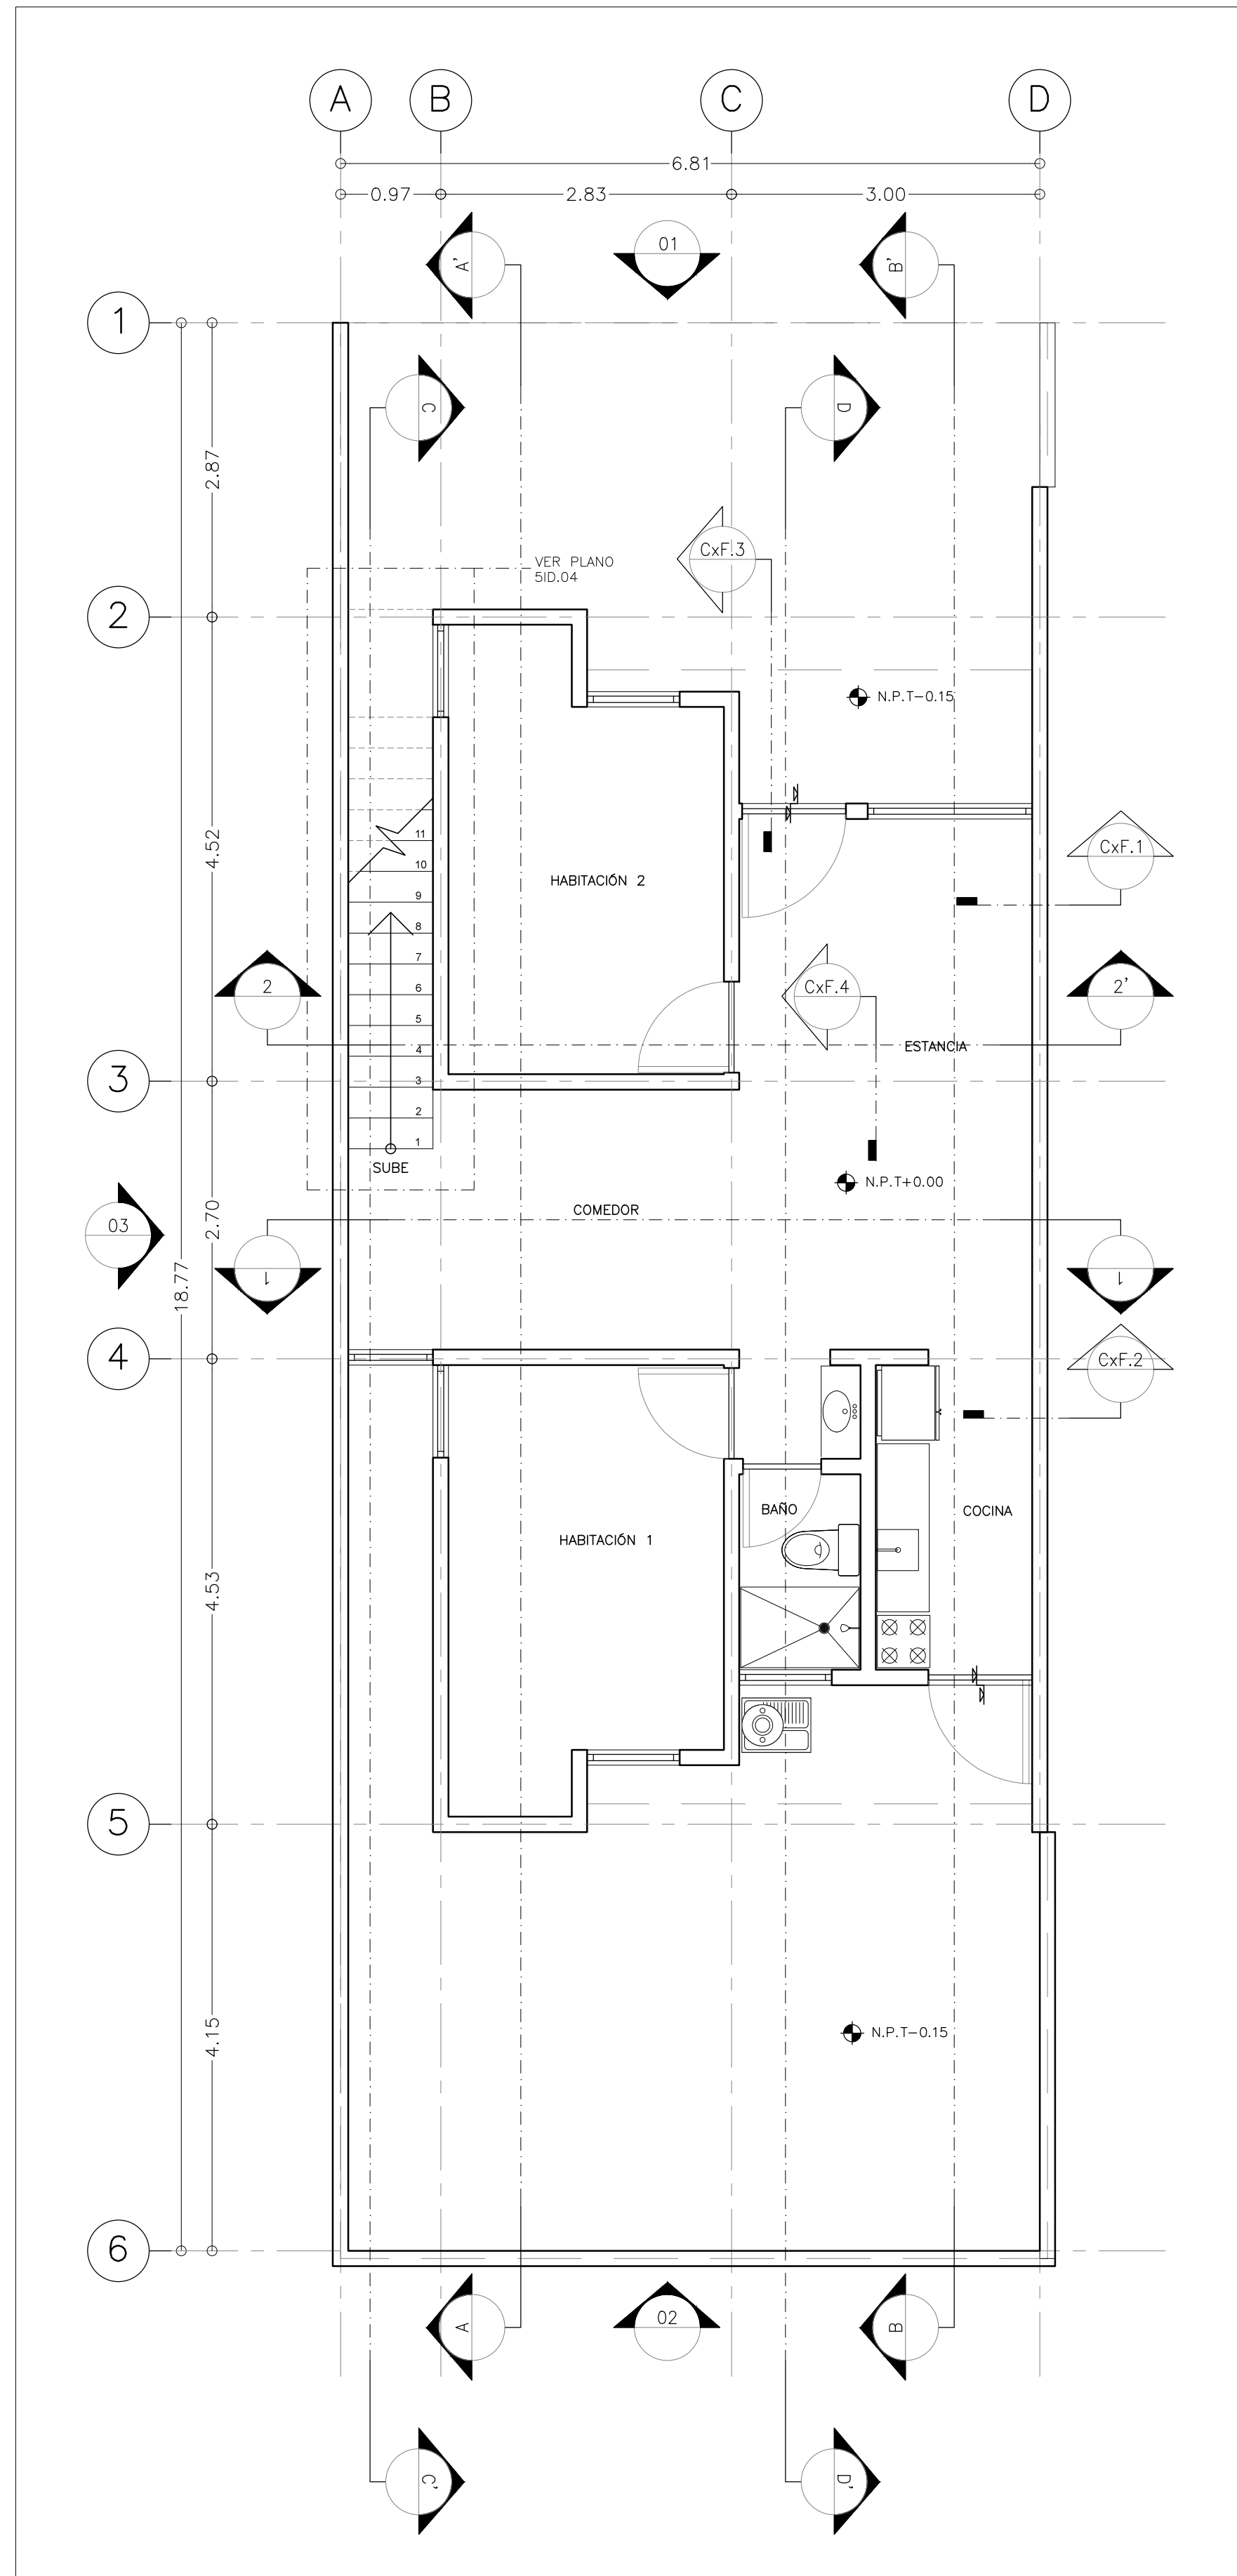 A B C D
6.81
0.97 2.83 3.00
A' 01 B'
1
C D
2.87
CxF.3
VER PLANO
5ID.04
2
N.P.T-0.15
4.52
11
10
9
8
7
6
5
4
3
2
1
HABITACIÓN 2
CxF.1
2 CxF.4 2'
ESTANCIA
3
SUBE
N.P.T+0.00
2.70
COMEDOR
03
18.77
1 1
4
CxF.2
BAÑO COCINA
HABITACIÓN 1
4.53
5
4.15
N.P.T-0.15
6
A 02 B
C' D'